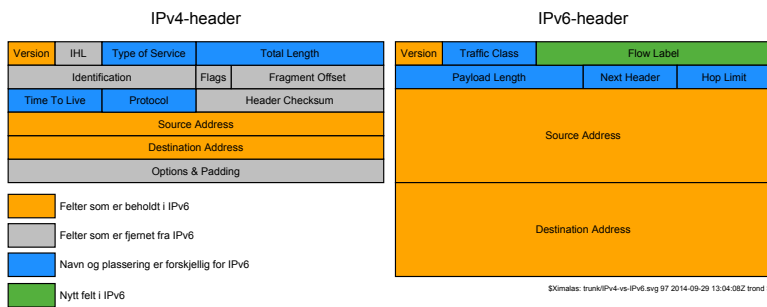 IPv4-header
Version IHL Type of Service Total Length
Identification Flags Fragment Offset
Time To Live Protocol Header Checksum
Source Address
Destination Address
Options & Padding
Felter som er beholdt i IPv6
Felter som er fjernet fra IPv6
Navn og plassering er forskjellig for IPv6
Nytt felt i IPv6
IPv6-header
Version Traffic Class Flow Label
Payload Length Next Header Hop Limit
Source Address
Destination Address
$Ximalas: trunk/IPv4-vs-IPv6.svg 97 2014-09-29 13:04:08Z trond $